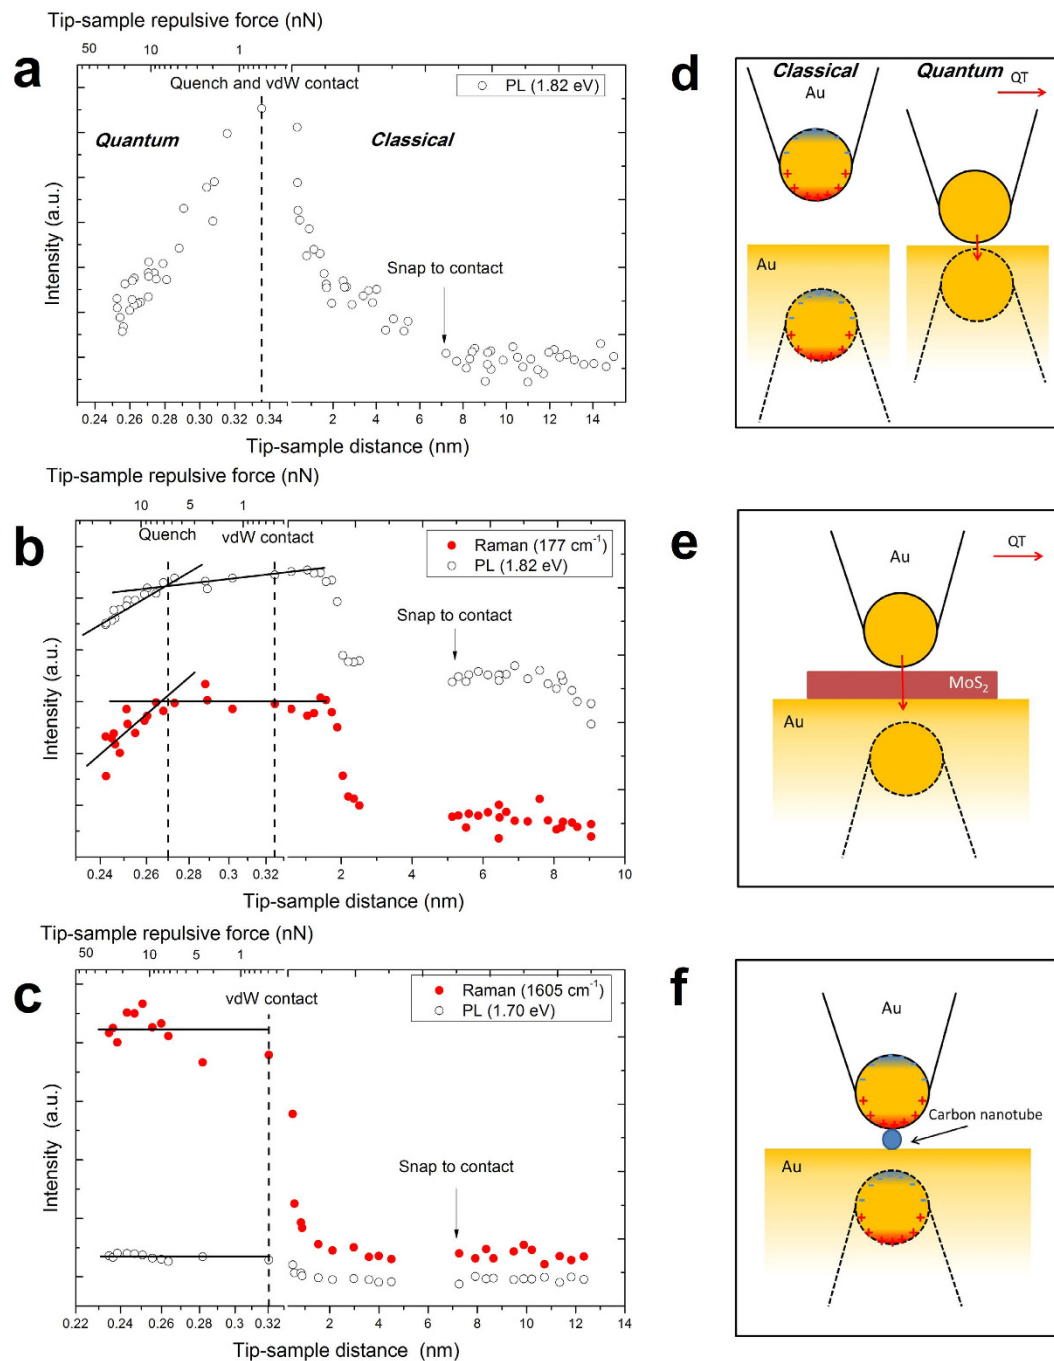 Tip-sample repulsive force (nN)
50 10 1
a
Quench and vdW contact
PL (1.82 eV)
Quantum
Classical
Snap to contact
Intensity (a.u.)
0.24 0.26 0.28 0.30 0.32 0.34 2 4 6 8 10 12 14
Tip-sample distance (nm)
d
Classical
Quantum
QT
Au
Au
+ + + + + + +
- - - -
Tip-sample repulsive force (nN)
10 5 1
b
Quench
vdW contact
Raman (177 cm⁻¹)
PL (1.82 eV)
Snap to contact
Intensity (a.u.)
0.24 0.26 0.28 0.30 0.32 2 4 6 8 10
Tip-sample distance (nm)
e
Au
QT
MoS₂
Au
Tip-sample repulsive force (nN)
50 10 5 1
c
vdW contact
Raman (1605 cm⁻¹)
PL (1.70 eV)
Snap to contact
Intensity (a.u.)
0.22 0.24 0.26 0.28 0.3 0.32 2 4 6 8 10 12 14
Tip-sample distance (nm)
f
Au
Carbon nanotube
Au